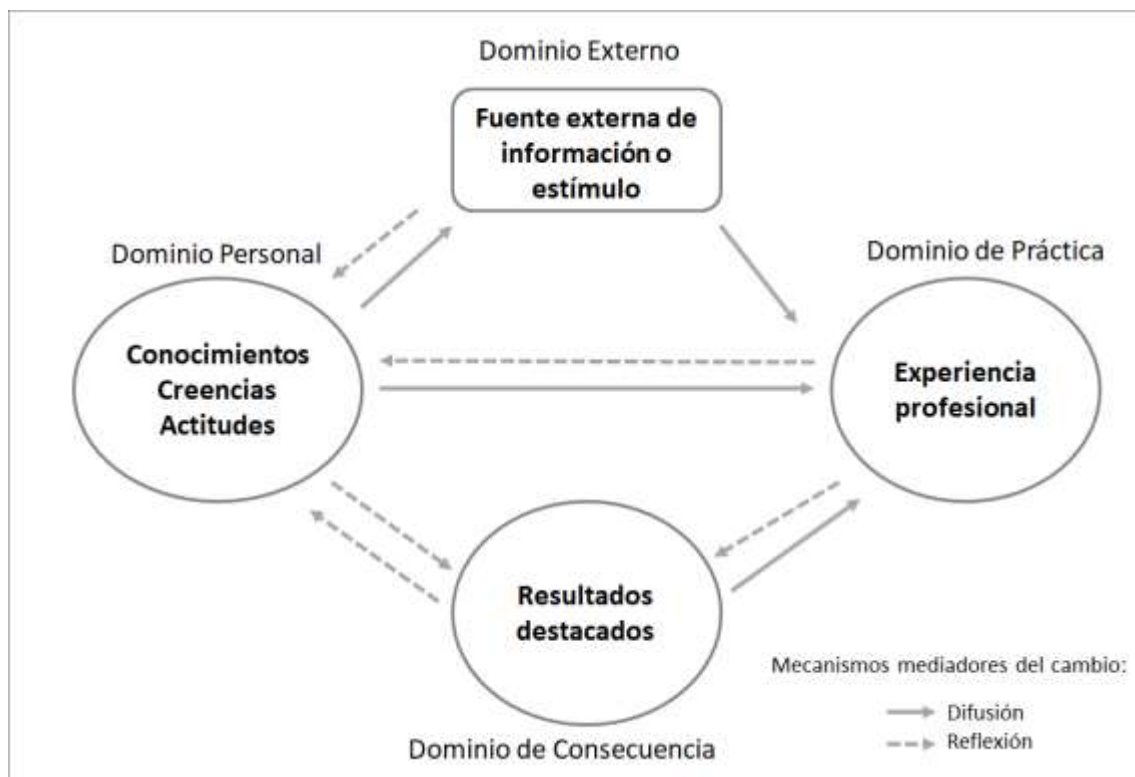 Dominio Externo
Fuente externa de
información o
estímulo
Dominio Personal
Dominio de Práctica
Conocimientos
Creencias
Actitudes
Experiencia
profesional
Resultados
destacados
Mecanismos mediadores del cambio:
Difusión
Reflexión
Dominio de Consecuencia